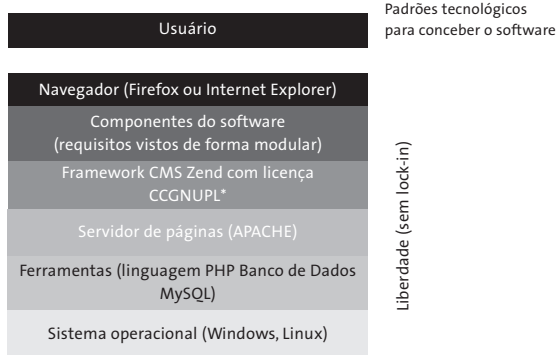 Padrões tecnológicos
para conceber o software
Usuário
Navegador (Firefox ou Internet Explorer)
Componentes do software
(requisitos vistos de forma modular)
Framework CMS Zend com licença
CCGNUPL*
Servidor de páginas (APACHE)
Ferramentas (linguagem PHP Banco de Dados
MySQL)
Sistema operacional (Windows, Linux)
Liberdade (sem lock-in)